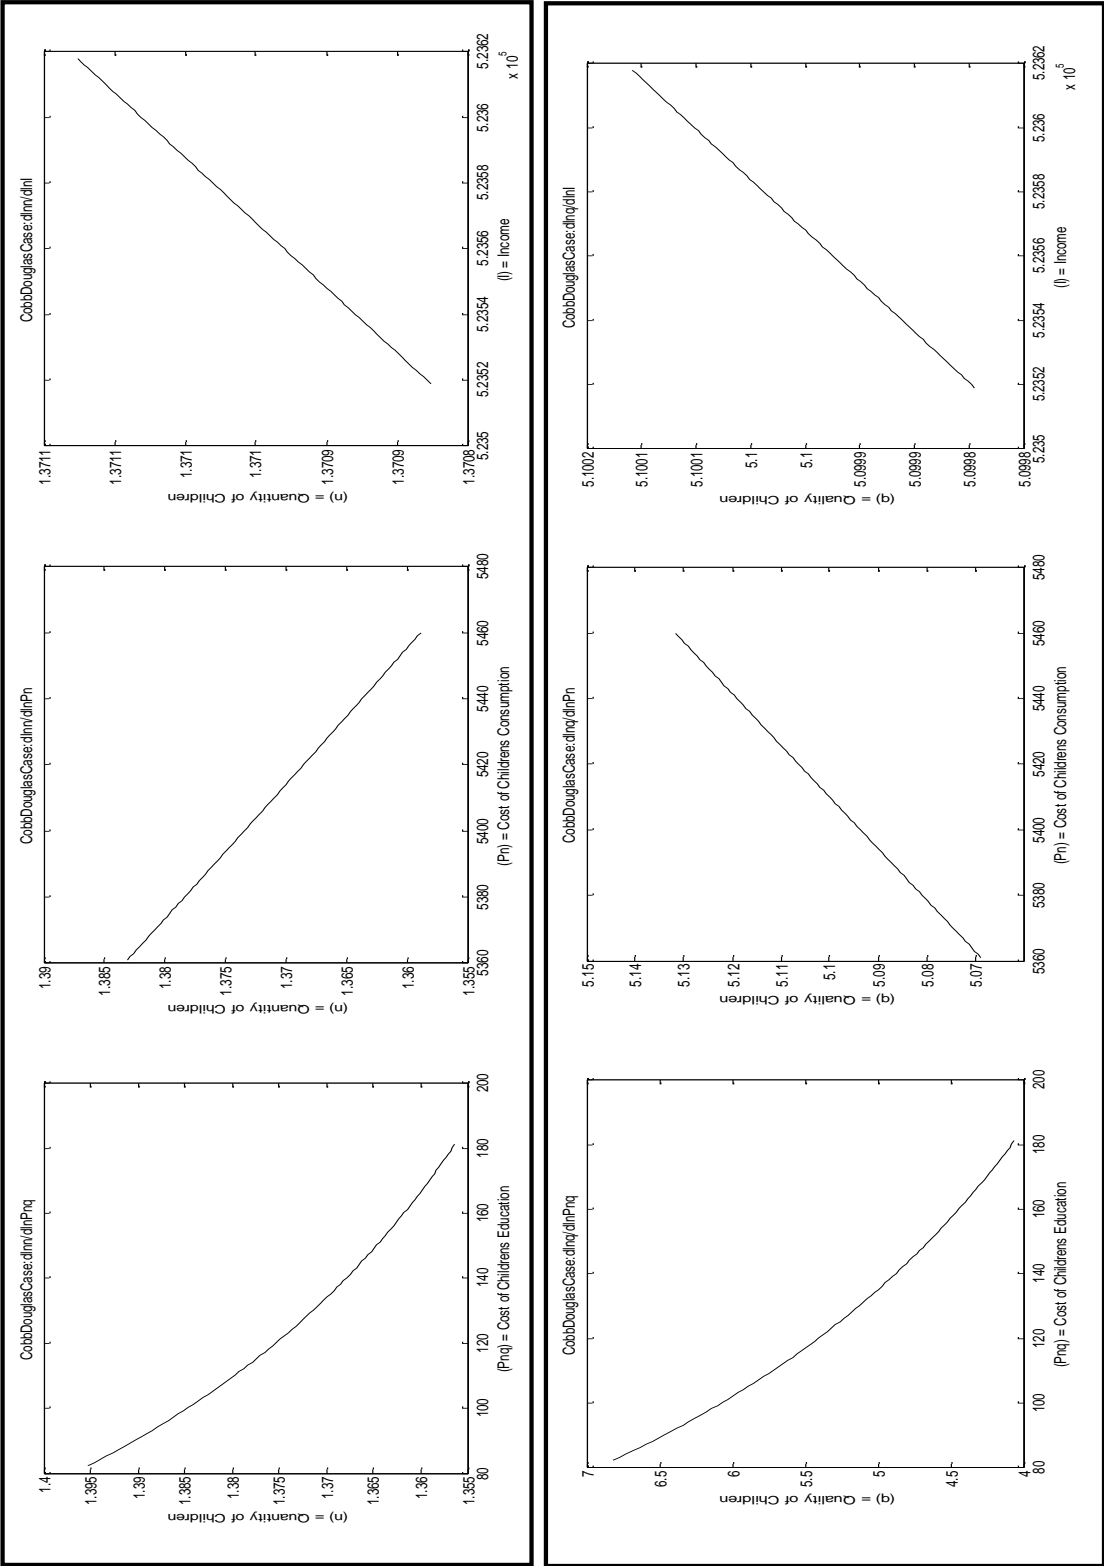 CobbDouglasCase:dlnn/dlnPnq
1.4
1.395
1.39
1.385
1.38
1.375
1.37
1.365
1.36
1.355
(n) = Quantity of Children
80 100 120 140 160 180 200
(Pnq) = Cost of Childrens Education
CobbDouglasCase:dlnn/dlnPn
1.39
1.385
1.38
1.375
1.37
1.365
1.36
1.355
(n) = Quantity of Children
5360 5380 5400 5420 5440 5460 5480
(Pn) = Cost of Childrens Consumption
CobbDouglasCase:dlnn/dlnI
1.3711
1.3711
1.371
1.371
1.3709
1.3709
1.3708
(n) = Quantity of Children
5.235 5.2352 5.2354 5.2356 5.2358 5.236 5.2362
x 10^5
(I) = Income
CobbDouglasCase:dlnq/dlnPnq
7
6.5
6
5.5
5
4.5
4
(q) = Quality of Children
80 100 120 140 160 180 200
(Pnq) = Cost of Childrens Education
CobbDouglasCase:dlnq/dlnPn
5.15
5.14
5.13
5.12
5.11
5.1
5.09
5.08
5.07
(q) = Quality of Children
5360 5380 5400 5420 5440 5460 5480
(Pn) = Cost of Childrens Consumption
CobbDouglasCase:dlnq/dlnI
5.1002
5.1001
5.1001
5.1
5.1
5.0999
5.0999
5.0998
5.0998
(q) = Quality of Children
5.235 5.2352 5.2354 5.2356 5.2358 5.236 5.2362
x 10^5
(I) = Income